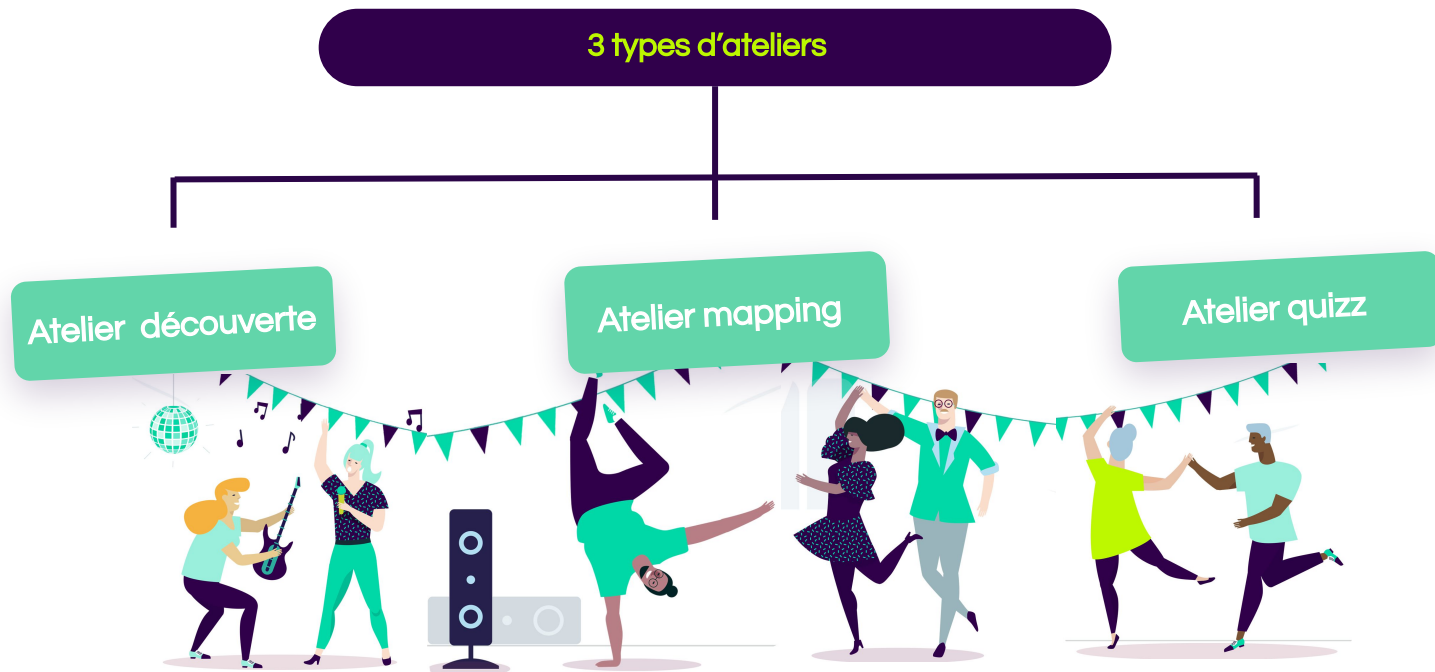 3 types d’ateliers
Atelier découverte
Atelier mapping
Atelier quizz